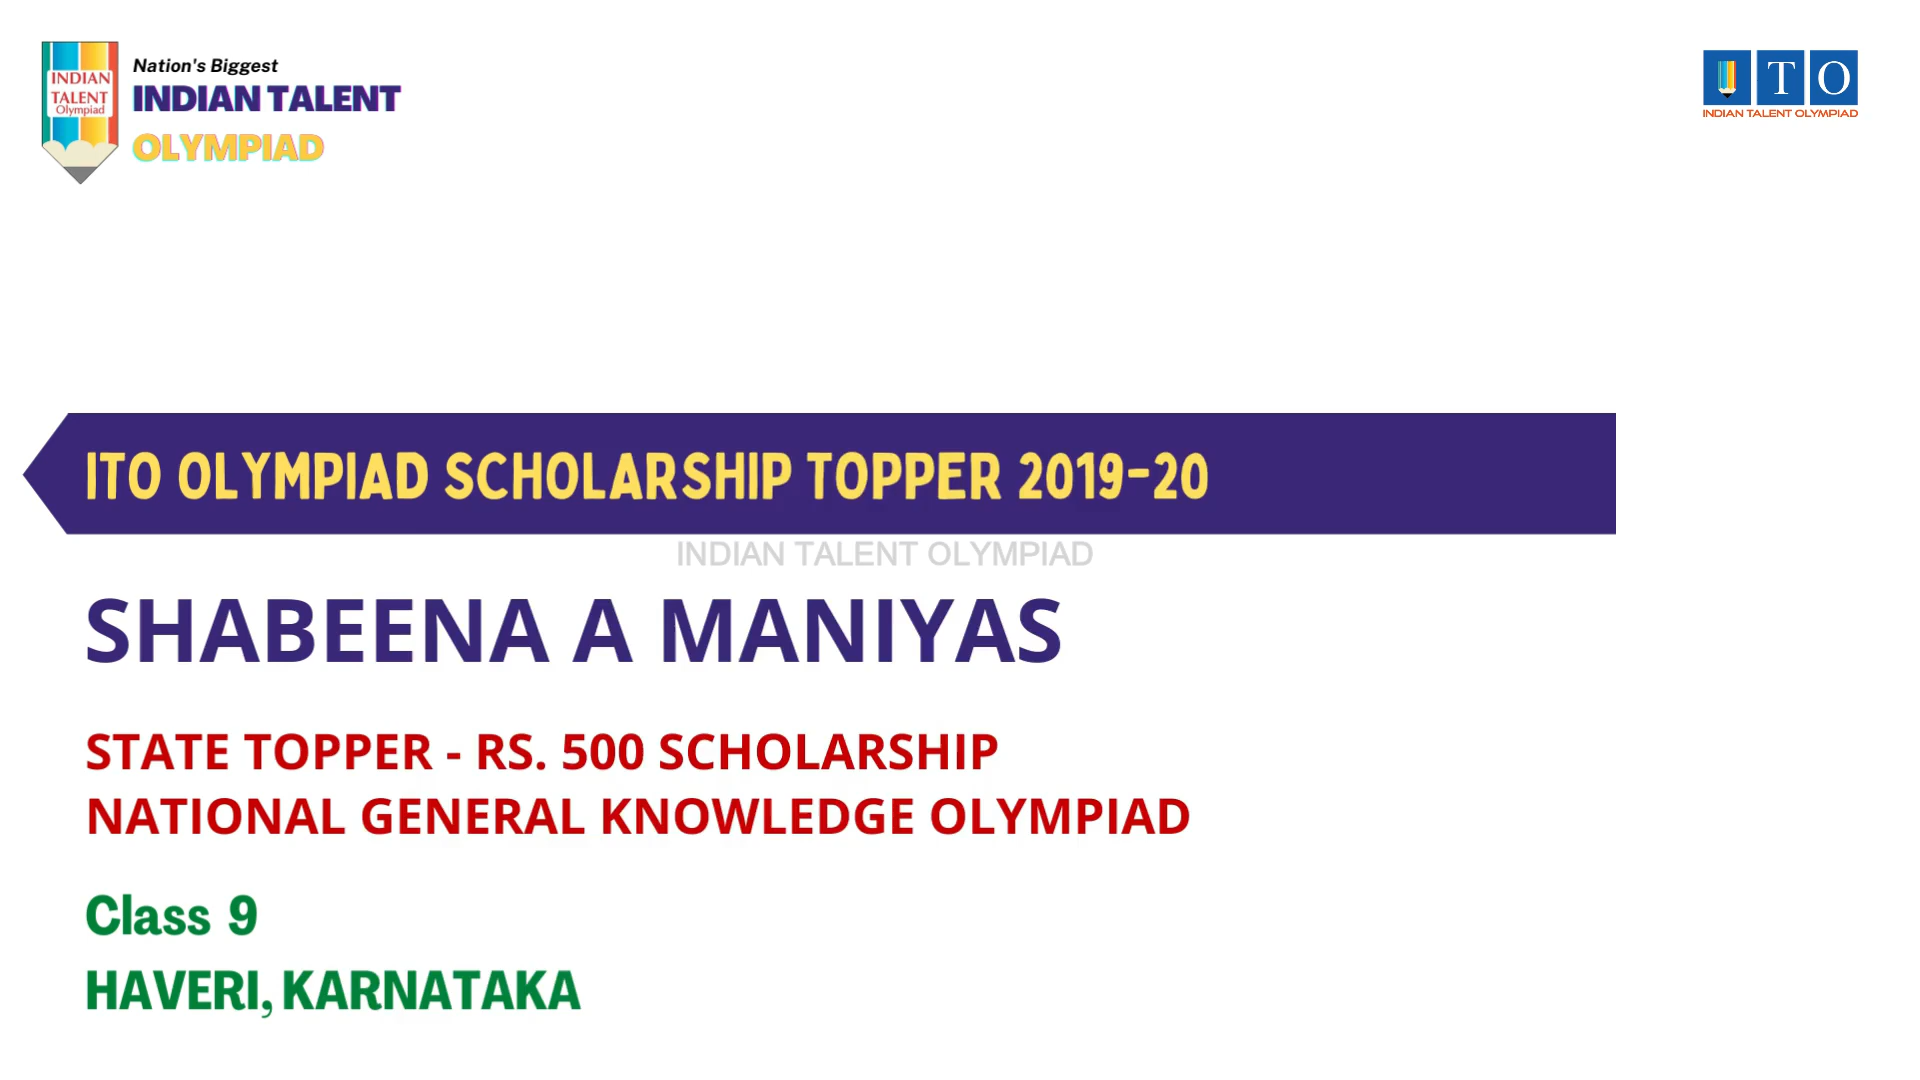 INDIAN
TALENT
Olympiad
Nation's Biggest
INDIAN TALENT
OLYMPIAD
T O
INDIAN TALENT OLYMPIAD
ITO OLYMPIAD SCHOLARSHIP TOPPER 2019-20
INDIAN TALENT OLYMPIAD
SHABEENA A MANIYAS
STATE TOPPER - RS. 500 SCHOLARSHIP
NATIONAL GENERAL KNOWLEDGE OLYMPIAD
Class 9
HAVERI, KARNATAKA